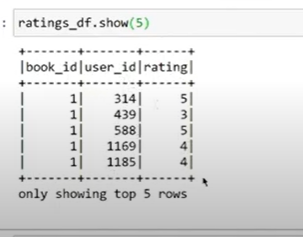 : ratings_df.show(5)
+-------+-------+------+
|book_id|user_id|rating|
+-------+-------+------+
|      1|    314|     5|
|      1|    439|     3|
|      1|    588|     5|
|      1|   1169|     4|
|      1|   1185|     4|
+-------+-------+------+
only showing top 5 rows